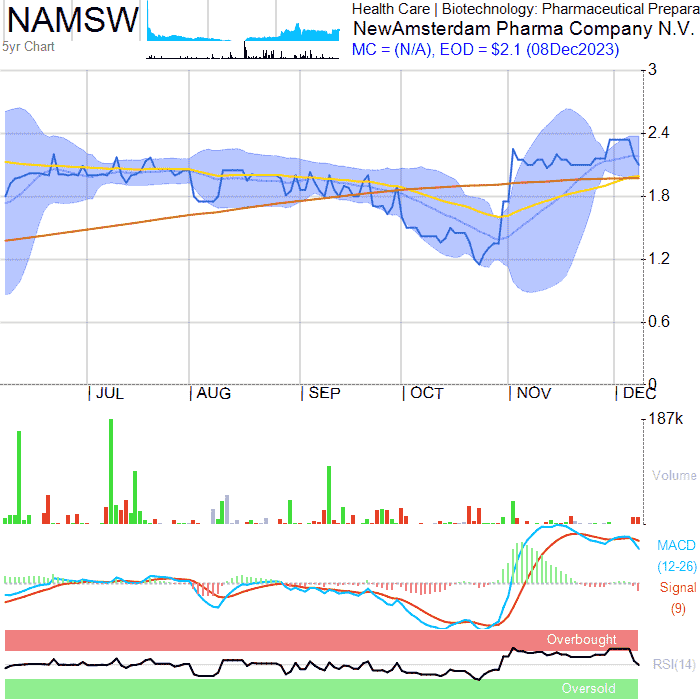 NAMSW
5yr Chart
Health Care | Biotechnology: Pharmaceutical Prepara
NewAmsterdam Pharma Company N.V.
MC = (N/A), EOD = $2.1 (08Dec2023)
3
2.4
1.8
1.2
0.6
0
JUL AUG SEP OCT NOV DEC
187k
Volume
MACD
(12-26)
Signal
(9)
Overbought
RSI(14)
Oversold